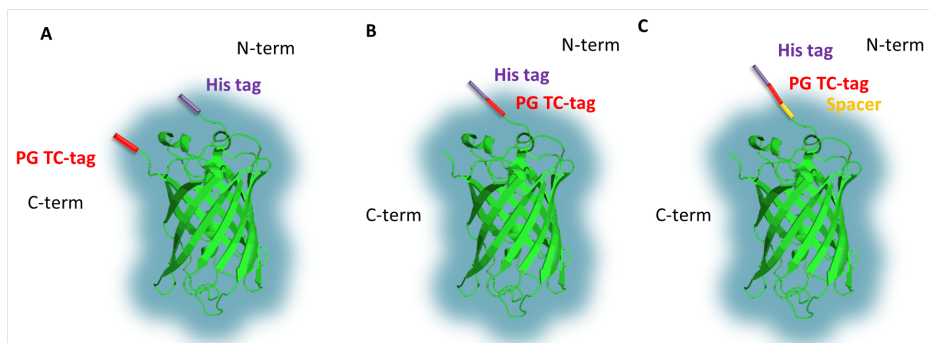 A
N-term
His tag
PG TC-tag
C-term
B
N-term
His tag
PG TC-tag
C-term
C
N-term
His tag
PG TC-tag
Spacer
C-term